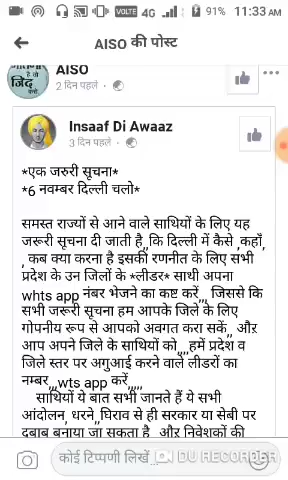 VOLTE 4G 91% 11:33 AM
AISO की पोस्ट
जिद
AISO
2 दिन पहले
Insaaf Di Awaaz
3 दिन पहले
*एक जरुरी सूचना*
*6 नवम्बर दिल्ली चलो*
समस्त राज्यों से आने वाले साथियों के लिए यह
जरूरी सूचना दी जाती है,,कि दिल्ली में कैसे ,कहाँ,
, कब क्या करना है इसकी रणनीत के लिए सभी
प्रदेश के उन जिलों के *लीडर* साथी अपना
whts app नंबर भेजने का कष्ट करें,,, जिससे कि
सभी जरूरी सूचना हम आपके जिले के लिए
गोपनीय रूप से आपको अवगत करा सकें,, और
आप अपने जिले के साथियों को,,,,हमें प्रदेश व
जिले स्तर पर अगुआई करने वाले लीडरों का
नम्बर,,,wts app करें,,,,,
साथियों ये बात सभी जानते हैं ये सभी
आंदोलन, धरने,,घिराव से ही सरकार या सेबी पर
दबाब बनाया जा सकता है और निवेशकों की
कोई टिप्पणी लिखें...
DU RECORDER